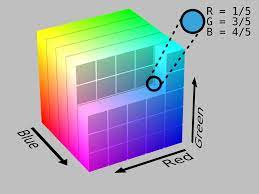 R = 1/5
G = 3/5
B = 4/5
Green
Blue
Red